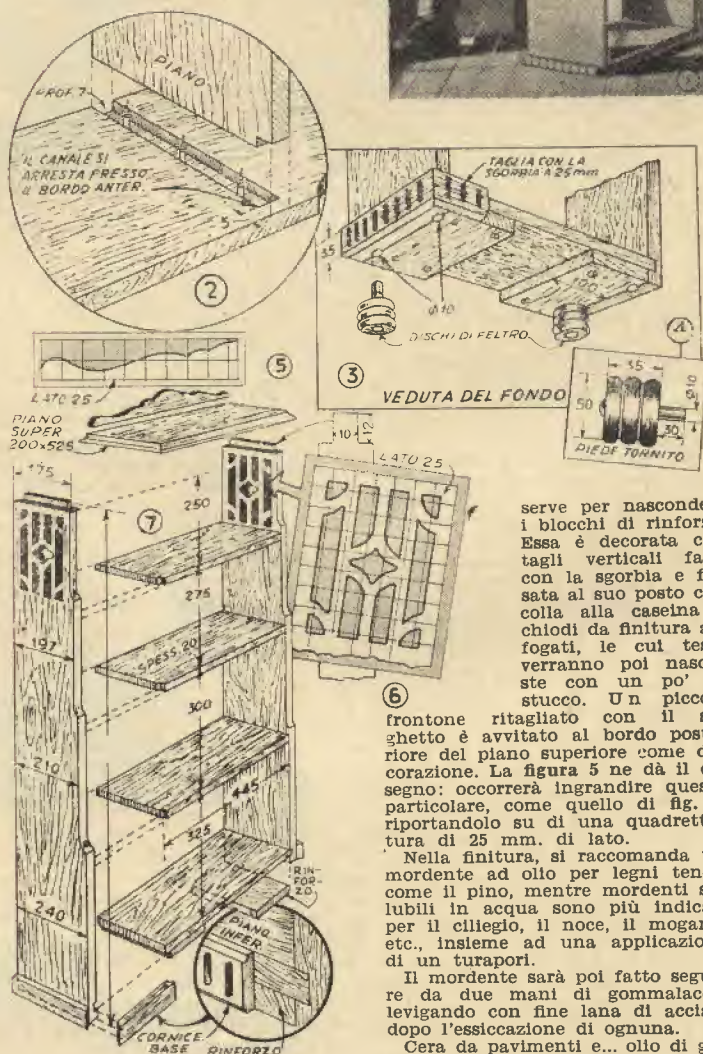 PIANO
PROF. 7
IL CANALE SI
ARRESTA PRESSO
IL BORDO ANTER.
5
2
TAGLIA CON LA
SGORBIA A 25mm
35
Φ10
190
DISCHI DI FELTRO
3
VEDUTA DEL FONDO
A
35
50
Φ10
30
PIEDE TORNITO
LATO 25
5
PIANO
SUPER
200x525
175
7
250
275
SPESS. 20
300
325
445
197
210
240
RIN-
FOR-
ZO
PIANO
INFER
CORNICE
BASE
RINFORZO
10
12
LATO 25
6
serve per nasconde
i blocchi di rinfor
Essa è decorata c
tagli verticali fa
con la sgorbia e f
sata al suo posto c
colla alla caseina
chiodi da finitura a
fogati, le cui te
verranno poi nasc
ste con un po'
stucco. Un picco
frontone ritagliato con il s
ghetto è avvitato al bordo post
riore del piano superiore come d
corazione. La figura 5 ne dà il d
segno: occorrerà ingrandire ques
particolare, come quello di fig.
riportandolo su di una quadrett
tura di 25 mm. di lato.
Nella finitura, si raccomanda
mordente ad olio per legni ten
come il pino, mentre mordenti s
lubili in acqua sono più indica
per il ciliegio, il noce, il mogan
etc., insieme ad una applicazio
di un turapori.
Il mordente sarà poi fatto segu
re da due mani di gommalac
levigando con fine lana di accia
dopo l'essiccazione di ognuna.
Cera da pavimenti e... olio di g